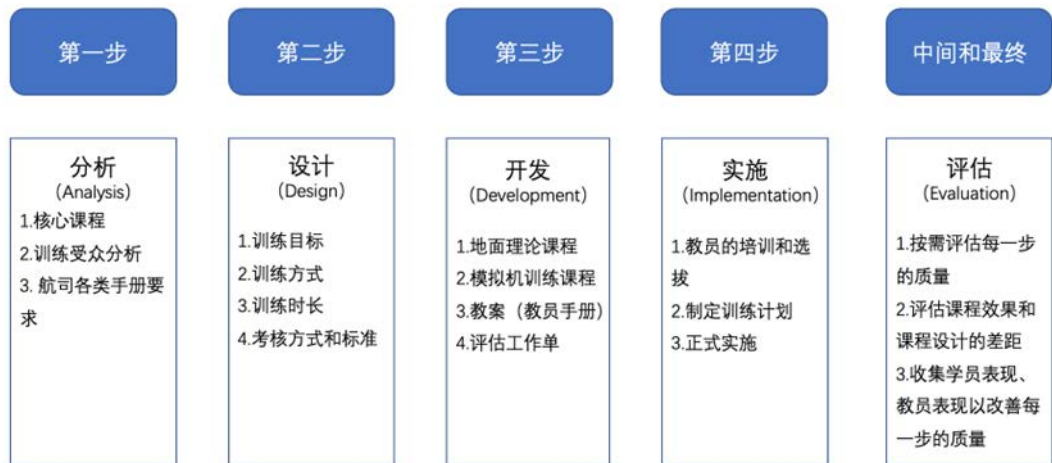 第一步
第二步
第三步
第四步
中间和最终
分析
(Analysis)
1.核心课程
2.训练受众分析
3. 航司各类手册要
求
设计
(Design)
1.训练目标
2.训练方式
3.训练时长
4.考核方式和标准
开发
(Development)
1.地面理论课程
2.模拟机训练课程
3.教案（教员手册）
4.评估工作单
实施
(Implementation)
1.教员的培训和选
拔
2.制定训练计划
3.正式实施
评估
(Evaluation)
1.按需评估每一步
的质量
2.评估课程效果和
课程设计的差距
3.收集学员表现、
教员表现以改善每
一步的质量